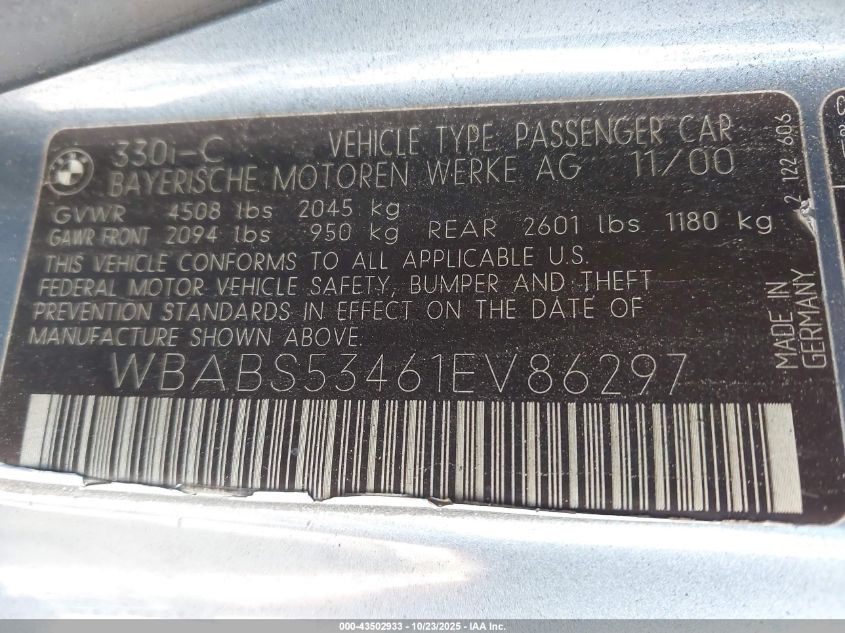 330i-C VEHICLE TYPE PASSENGER CAR
BAYERISCHE MOTOREN WERKE AG 11/00
GVWR 4508 lbs 2045 kg
GAWR FRONT 2094 lbs 950 kg REAR 2601 lbs 1180 kg
THIS VEHICLE CONFORMS TO ALL APPLICABLE U.S.
FEDERAL MOTOR VEHICLE SAFETY, BUMPER AND THEFT
PREVENTION STANDARDS IN EFFECT ON THE DATE OF
MANUFACTURE SHOWN ABOVE.
WBABS53461EV86297
2 122 606
MADE IN
GERMANY
000-43502933 - 10/23/2025 - IAA Inc.